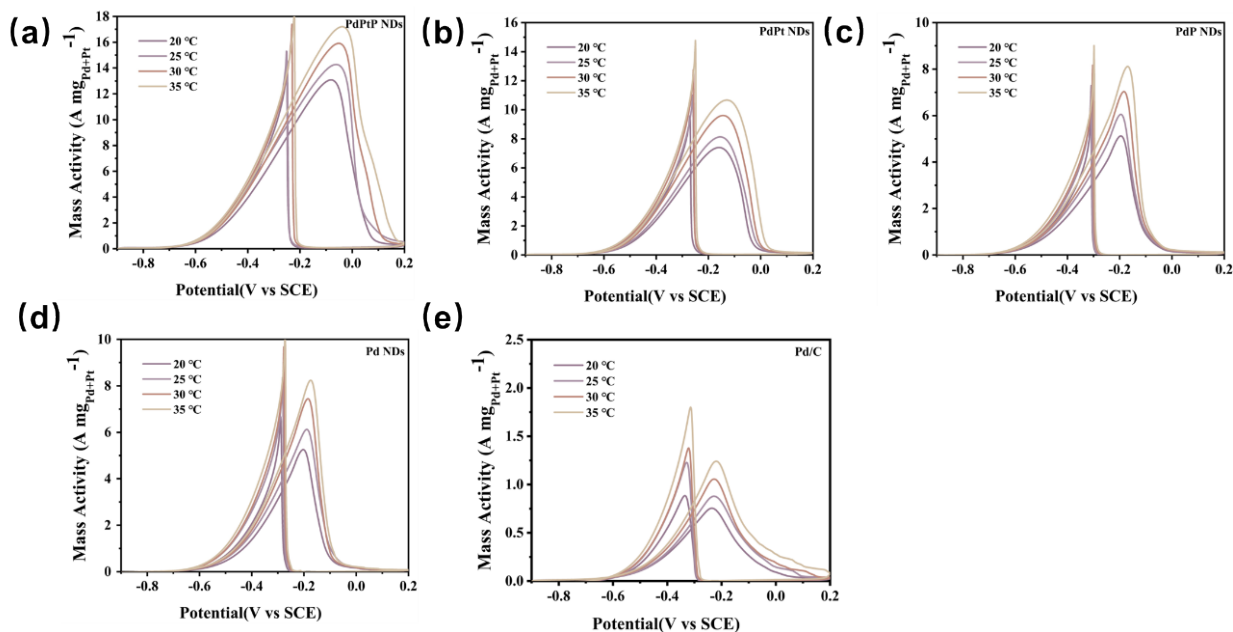 (a)
PdPtP NDs
20 ℃
25 ℃
30 ℃
35 ℃
Mass Activity (A mg_Pd+Pt^-1)
18
16
14
12
10
8
6
4
2
0
-0.8 -0.6 -0.4 -0.2 0.0 0.2
Potential(V vs SCE)
(b)
PdPt NDs
20 ℃
25 ℃
30 ℃
35 ℃
Mass Activity (A mg_Pd+Pt^-1)
16
14
12
10
8
6
4
2
0
-0.8 -0.6 -0.4 -0.2 0.0 0.2
Potential(V vs SCE)
(c)
PdP NDs
20 ℃
25 ℃
30 ℃
35 ℃
Mass Activity (A mg_Pd+Pt^-1)
10
8
6
4
2
0
-0.8 -0.6 -0.4 -0.2 0.0 0.2
Potential(V vs SCE)
(d)
Pd NDs
20 ℃
25 ℃
30 ℃
35 ℃
Mass Activity (A mg_Pd+Pt^-1)
10
8
6
4
2
0
-0.8 -0.6 -0.4 -0.2 0.0 0.2
Potential(V vs SCE)
(e)
Pd/C
20 ℃
25 ℃
30 ℃
35 ℃
Mass Activity (A mg_Pd+Pt^-1)
2.5
2.0
1.5
1.0
0.5
0.0
-0.8 -0.6 -0.4 -0.2 0.0 0.2
Potential(V vs SCE)